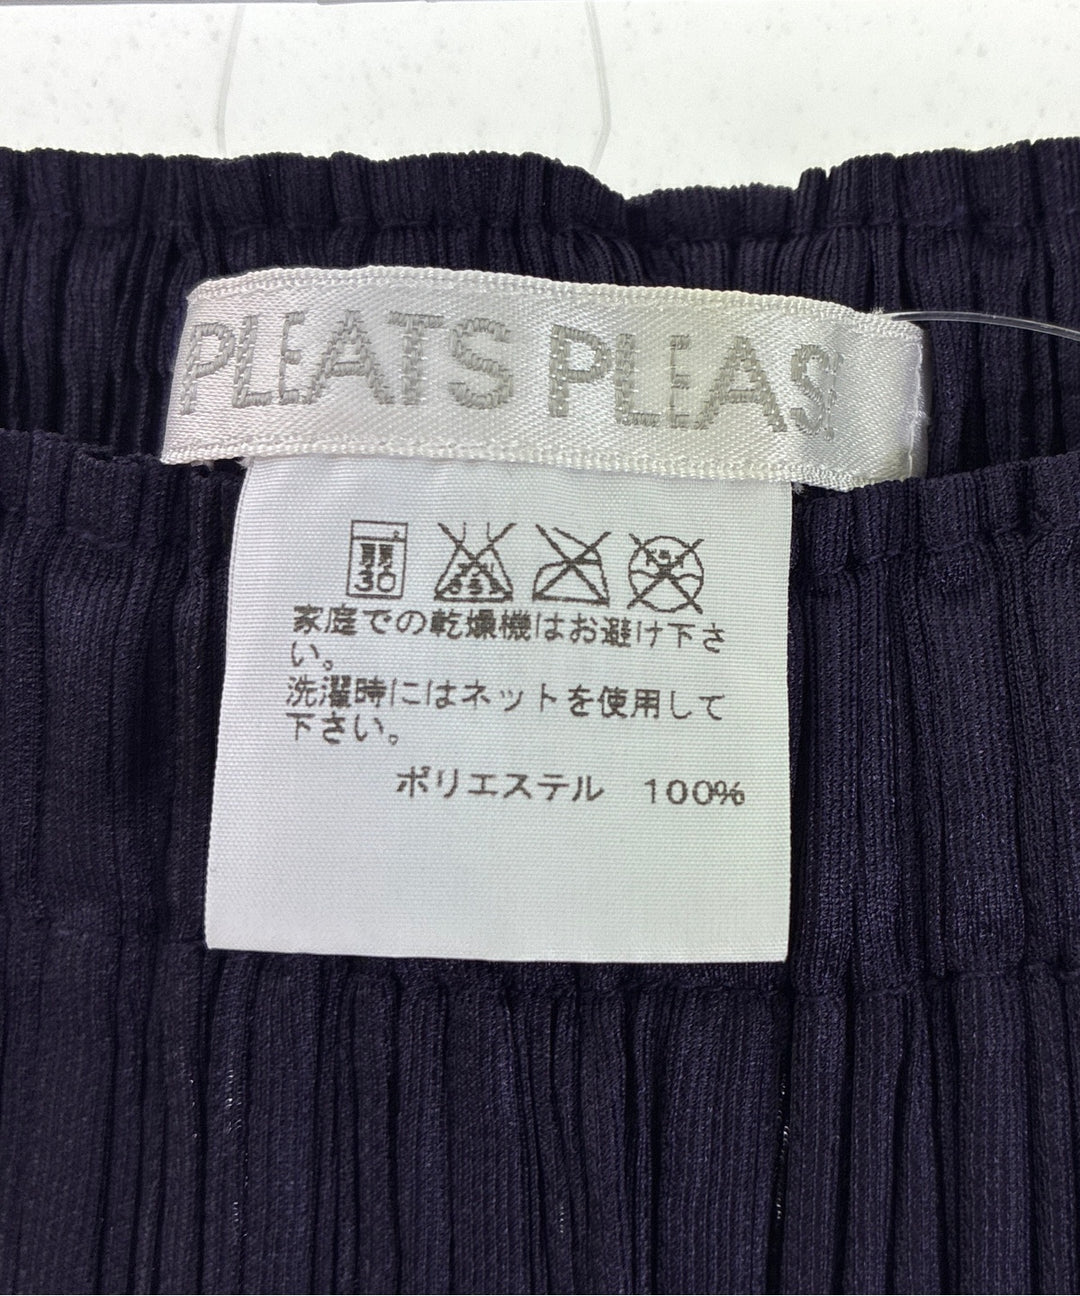 PLEATS PLEAS
弱
30
家庭での乾燥機はお避け下さ
い。
洗濯時にはネットを使用して
下さい。
ポリエステル 100%